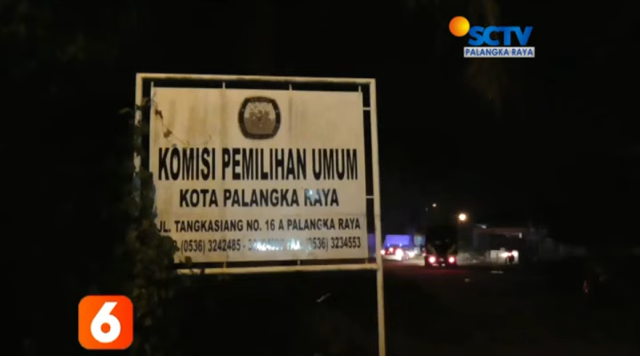 SCTV
PALANGKA RAYA
KOMISI PEMILIHAN UMUM
KOTA PALANGKA RAYA
JL. TANGKASIANG NO. 16 A PALANGKA RAYA
(0536) 3242485 - FAX (0536) 3234553
6